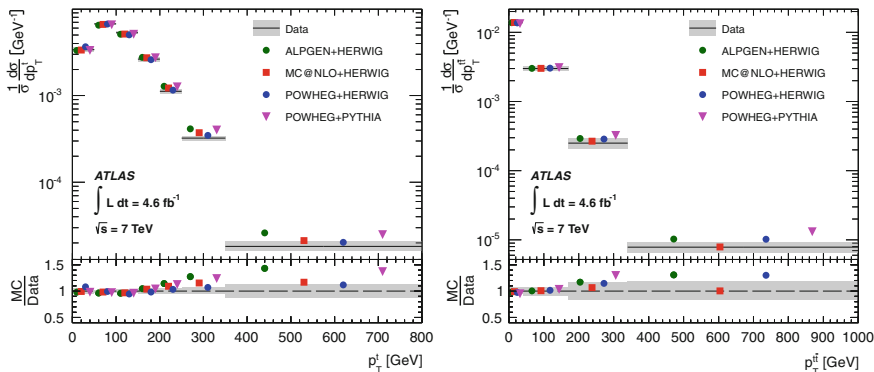 1/σ dσ/dp_T^t [GeV⁻¹]
10⁻³
10⁻⁴
Data
ALPGEN+HERWIG
MC@NLO+HERWIG
POWHEG+HERWIG
POWHEG+PYTHIA
ATLAS
∫ L dt = 4.6 fb⁻¹
√s = 7 TeV
MC/Data
1.5
1
0.5
0 100 200 300 400 500 600 700 800
p_T^t [GeV]
1/σ dσ/dp_T^tt̄ [GeV⁻¹]
10⁻²
10⁻³
10⁻⁴
10⁻⁵
Data
ALPGEN+HERWIG
MC@NLO+HERWIG
POWHEG+HERWIG
POWHEG+PYTHIA
ATLAS
∫ L dt = 4.6 fb⁻¹
√s = 7 TeV
MC/Data
1.5
1
0.5
0 100 200 300 400 500 600 700 800 900 1000
p_T^tt̄ [GeV]